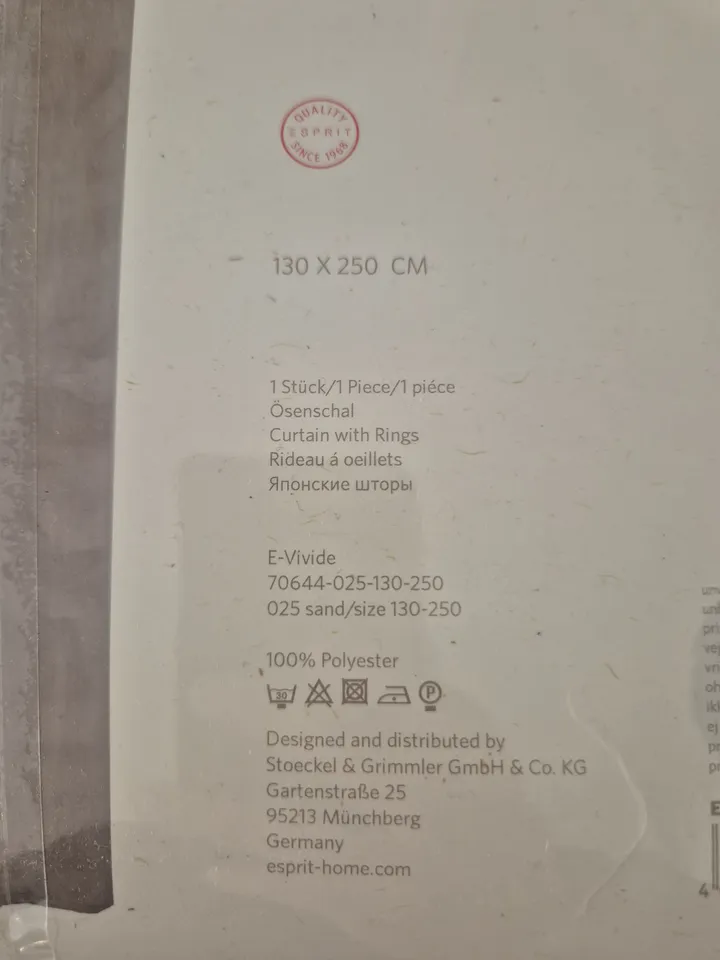 QUALITY
ESPRIT
SINCE 1968
130 X 250 CM
1 Stück/1 Piece/1 piéce
Ösenschal
Curtain with Rings
Rideau á oeillets
Японские шторы
E-Vivide
70644-025-130-250
025 sand/size 130-250
100% Polyester
30
P
Designed and distributed by
Stoeckel & Grimmler GmbH & Co. KG
Gartenstraße 25
95213 Münchberg
Germany
esprit-home.com
4